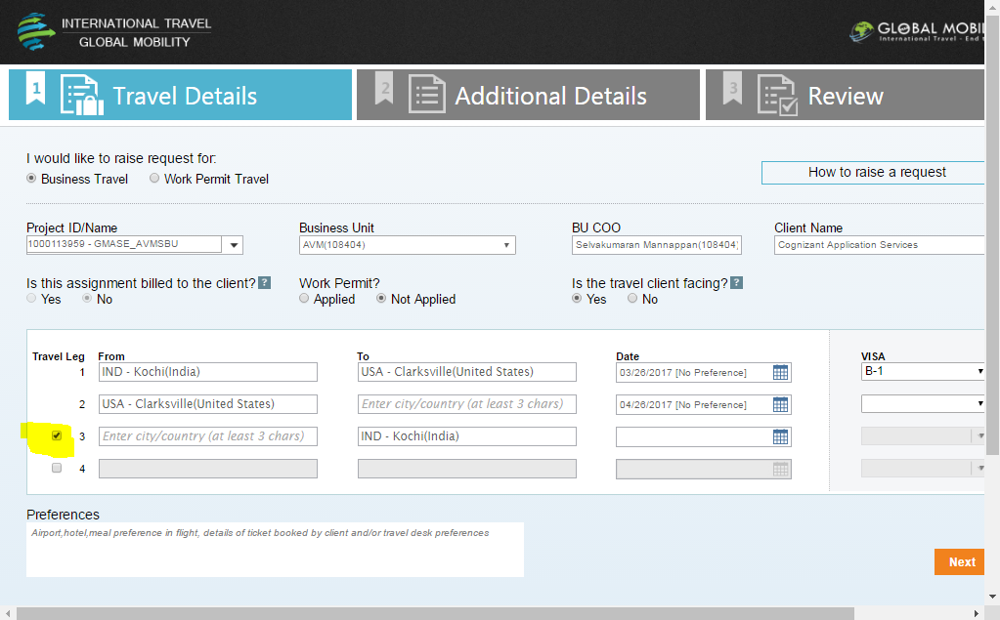 INTERNATIONAL TRAVEL
GLOBAL MOBILITY
GLOBAL MOBI
International Travel - End
1 Travel Details
2 Additional Details
3 Review
I would like to raise request for:
Business Travel Work Permit Travel
How to raise a request
Project ID/Name Business Unit BU COO Client Name
1000113959 - GMASE_AVMSBU AVM(108404) Selvakumaran Mannappan(108404) Cognizant Application Services
Is this assignment billed to the client? ? Work Permit? Is the travel client facing? ?
Yes No Applied Not Applied Yes No
Travel Leg From To Date VISA
1 IND - Kochi(India) USA - Clarksville(United States) 03/26/2017 [No Preference] B-1
2 USA - Clarksville(United States) Enter city/country (at least 3 chars) 04/26/2017 [No Preference]
3 Enter city/country (at least 3 chars) IND - Kochi(India)
4
Preferences
Airport,hotel,meal preference in flight, details of ticket booked by client and/or travel desk preferences
Next